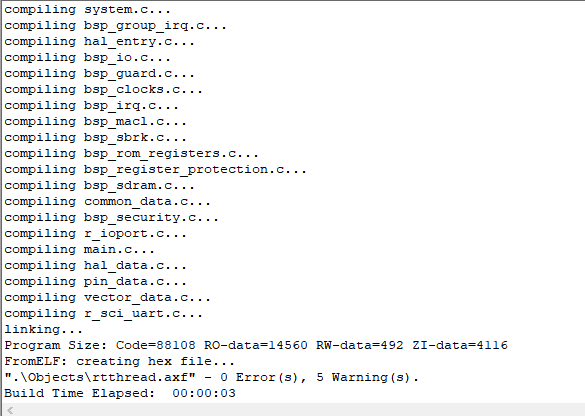 compiling system.c...
compiling bsp_group_irq.c...
compiling hal_entry.c...
compiling bsp_io.c...
compiling bsp_guard.c...
compiling bsp_clocks.c...
compiling bsp_irq.c...
compiling bsp_macl.c...
compiling bsp_sbrk.c...
compiling bsp_rom_registers.c...
compiling bsp_register_protection.c...
compiling bsp_sdram.c...
compiling common_data.c...
compiling bsp_security.c...
compiling r_ioport.c...
compiling main.c...
compiling hal_data.c...
compiling pin_data.c...
compiling vector_data.c...
compiling r_sci_uart.c...
linking...
Program Size: Code=88108 RO-data=14560 RW-data=492 ZI-data=4116
FromELF: creating hex file...
".\Objects\rtthread.axf" - 0 Error(s), 5 Warning(s).
Build Time Elapsed:  00:00:03